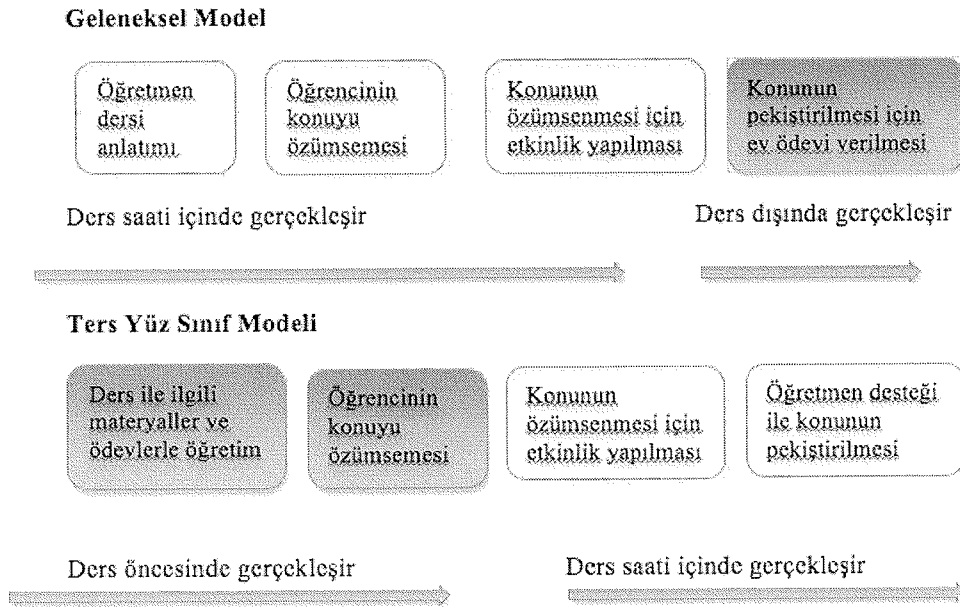 Geleneksel Model
Öğretmen
dersi
anlatımı
Öğrencinin
konuyu
özümsemesi
Konunun
özümsenmesi için
etkinlik yapılması
Konunun
pekiştirilmesi için
ev ödevi verilmesi
Ders saati içinde gerçekleşir
Ders dışında gerçekleşir
Ters Yüz Sınıf Modeli
Ders ile ilgili
materyaller ve
ödevlerle öğretim
Öğrencinin
konuyu
özümsemesi
Konunun
özümsenmesi için
etkinlik yapılması
Öğretmen desteği
ile konunun
pekiştirilmesi
Ders öncesinde gerçekleşir
Ders saati içinde gerçekleşir